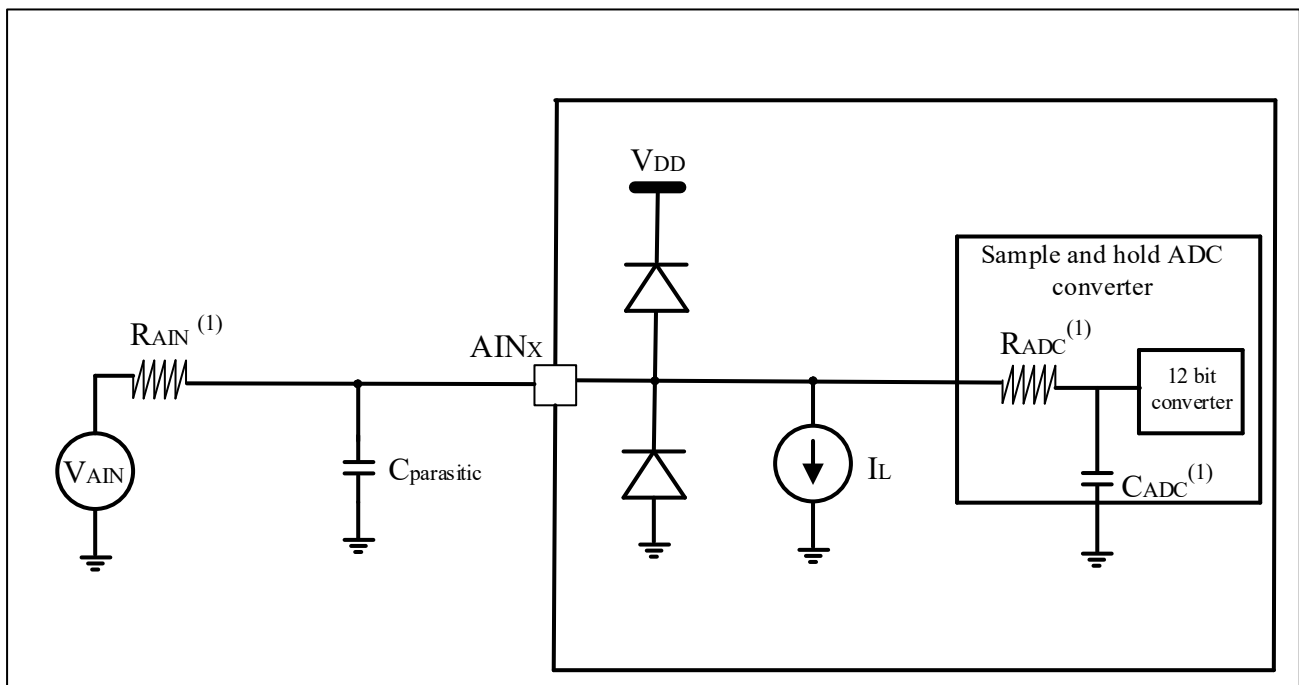 VDD
Sample and hold ADC
converter
RAIN (1)
AINX
RADC(1)
12 bit
converter
VAIN
Cparasitic
IL
CADC(1)